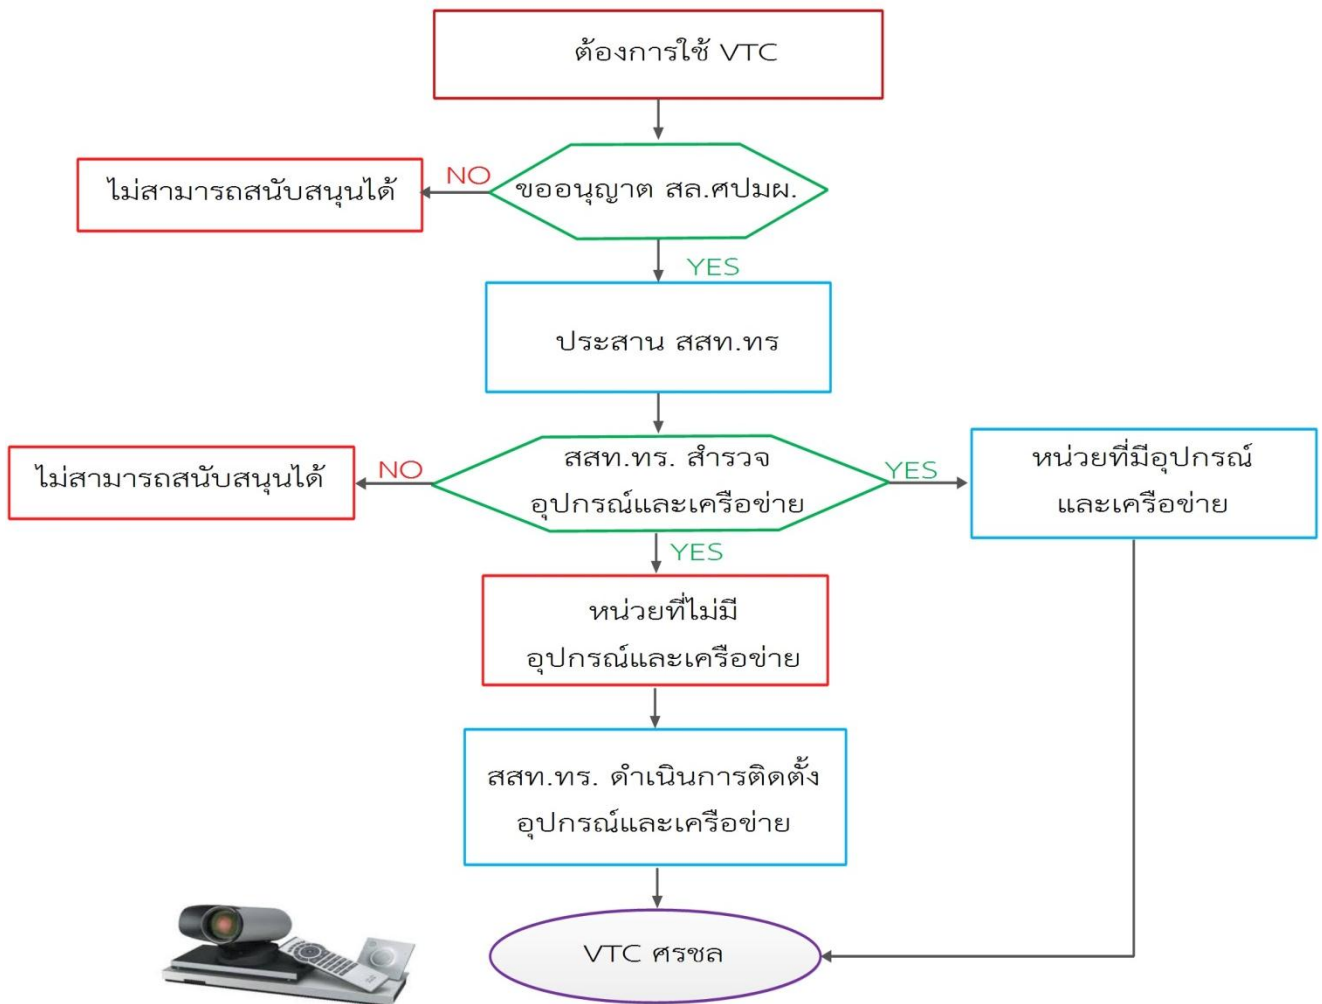 ต้องการใช้ VTC
NO
ไม่สามารถสนับสนุนได้
ขออนุญาต สล.ศปมผ.
YES
ประสาน สสท.ทร
ไม่สามารถสนับสนุนได้
NO
สสท.ทร. สำรวจ
อุปกรณ์และเครือข่าย
YES
หน่วยที่มีอุปกรณ์
และเครือข่าย
YES
หน่วยที่ไม่มี
อุปกรณ์และเครือข่าย
สสท.ทร. ดำเนินการติดตั้ง
อุปกรณ์และเครือข่าย
VTC ศรชล